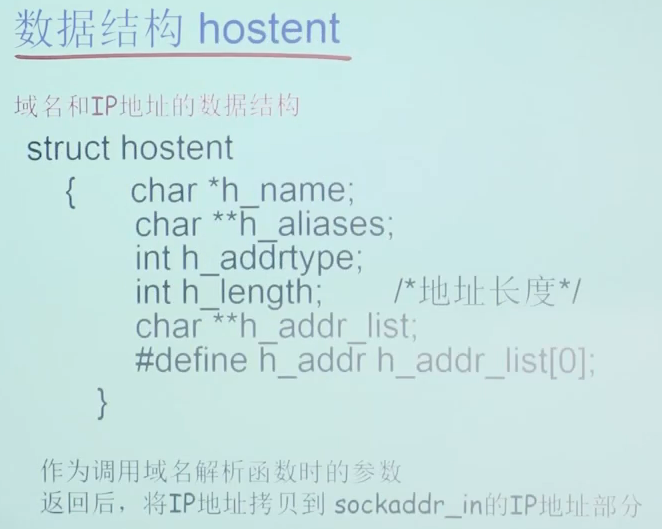 数据结构 hostent
域名和IP地址的数据结构
struct hostent
{ char *h_name;
char **h_aliases;
int h_addrtype;
int h_length; /*地址长度*/
char **h_addr_list;
#define h_addr h_addr_list[0];
}
作为调用域名解析函数时的参数
返回后，将IP地址拷贝到 sockaddr_in的IP地址部分